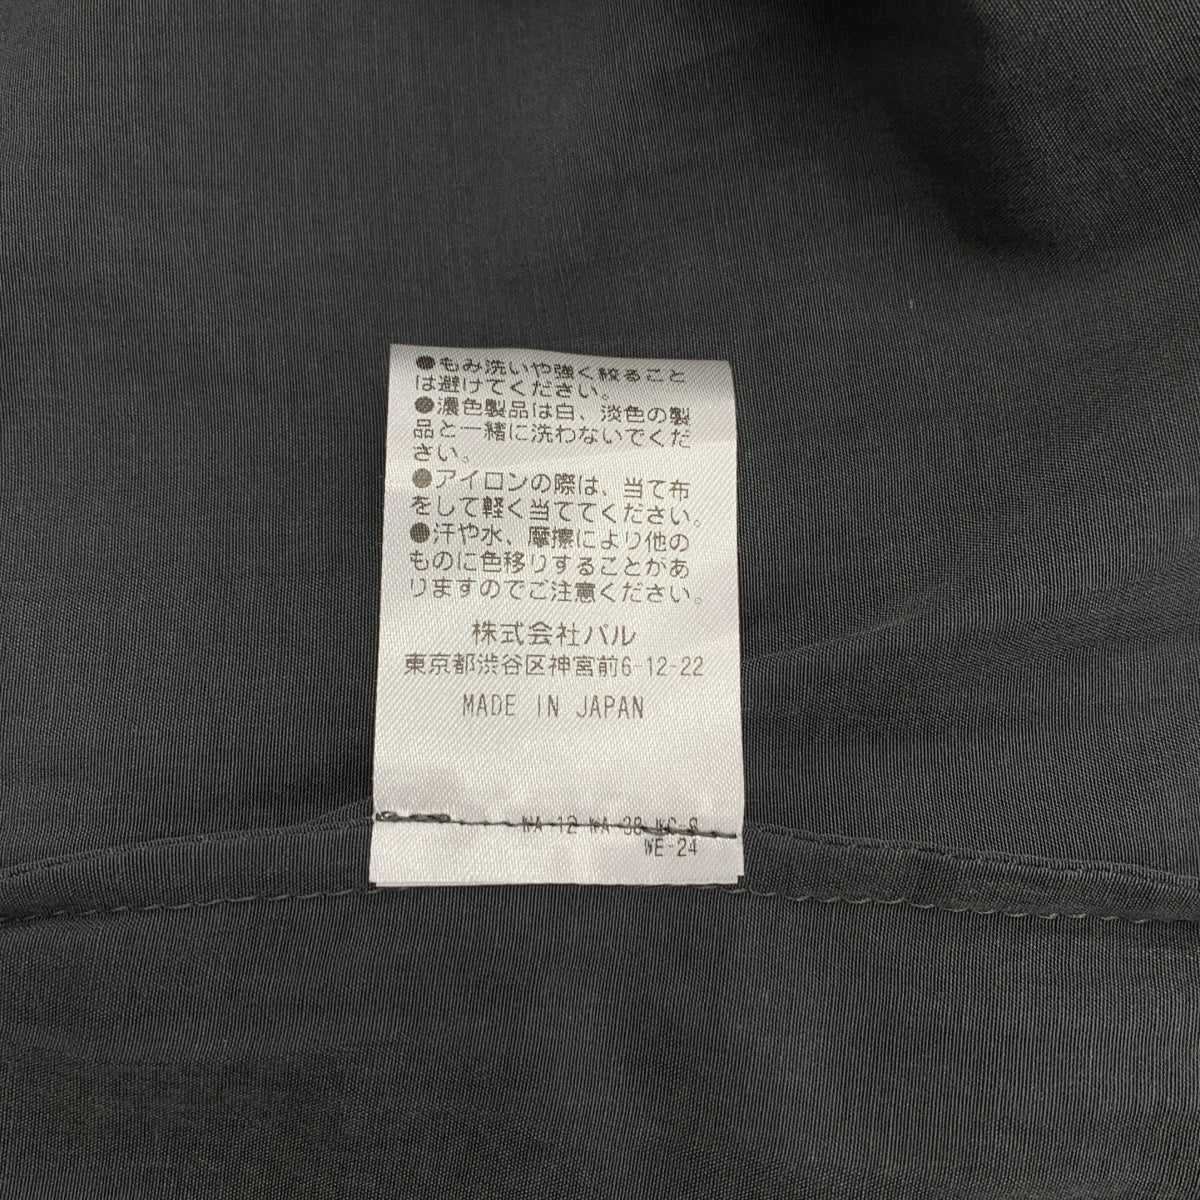 ●もみ洗いや強く絞ること
は避けてください。
●濃色製品は白、淡色の製
品と一緒に洗わないでくだ
さい。
●アイロンの際は、当て布
をして軽く当ててください。
●汗や水、摩擦により他の
ものに色移りすることがあ
りますのでご注意ください。
株式会社パル
東京都渋谷区神宮前6-12-22
MADE IN JAPAN
WA-12 WA-38 WC-S
WE-24